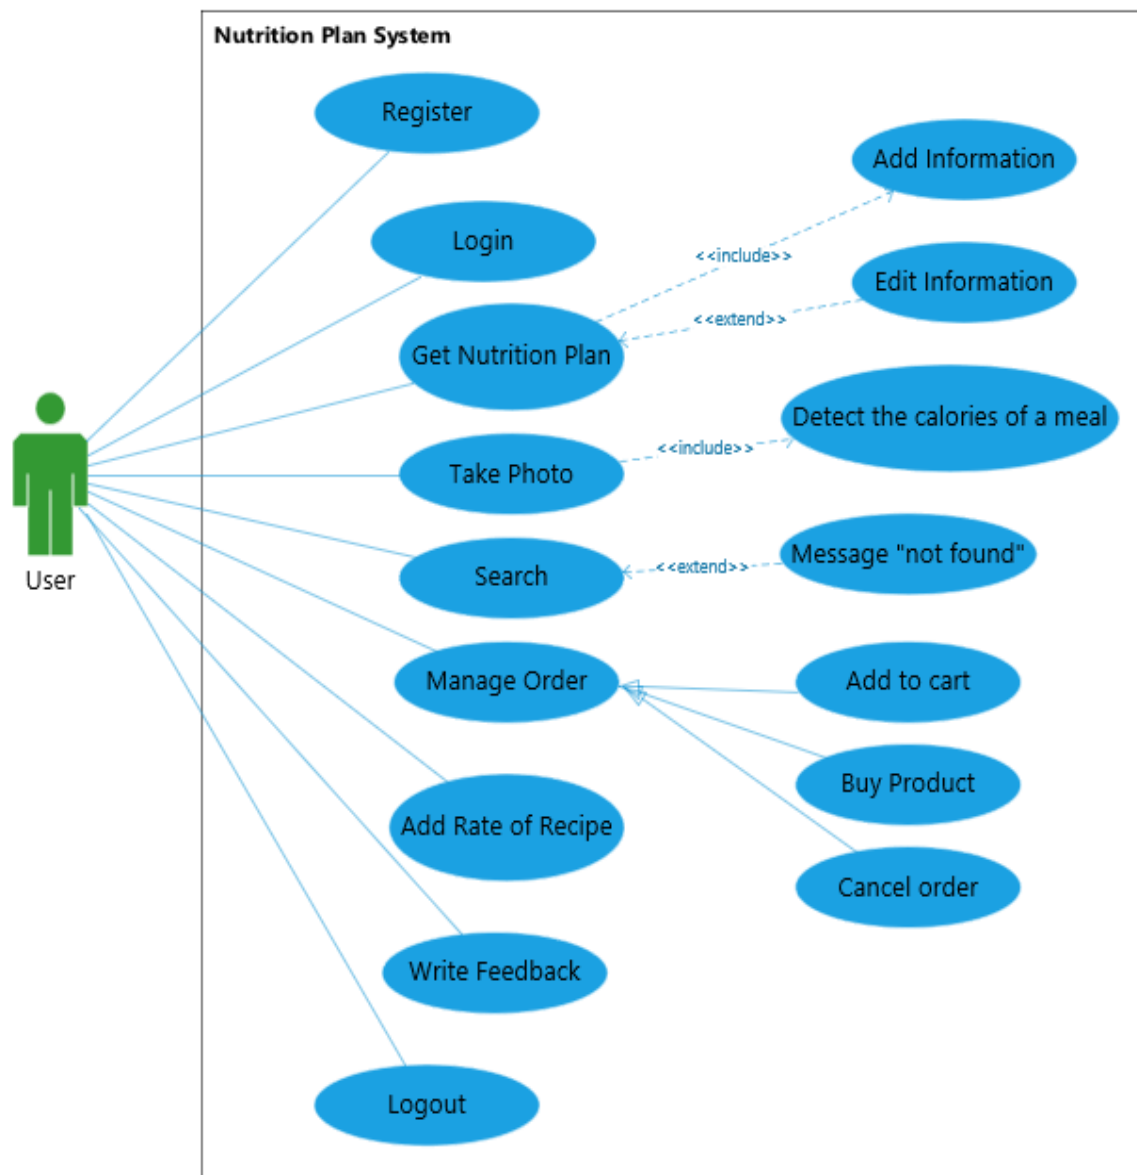 Nutrition Plan System
Register
Add Information
Login
<<include>>
Edit Information
<<extend>>
Get Nutrition Plan
Detect the calories of a meal
<<include>>
Take Photo
Message "not found"
<<extend>>
Search
User
Manage Order
Add to cart
Buy Product
Add Rate of Recipe
Cancel order
Write Feedback
Logout